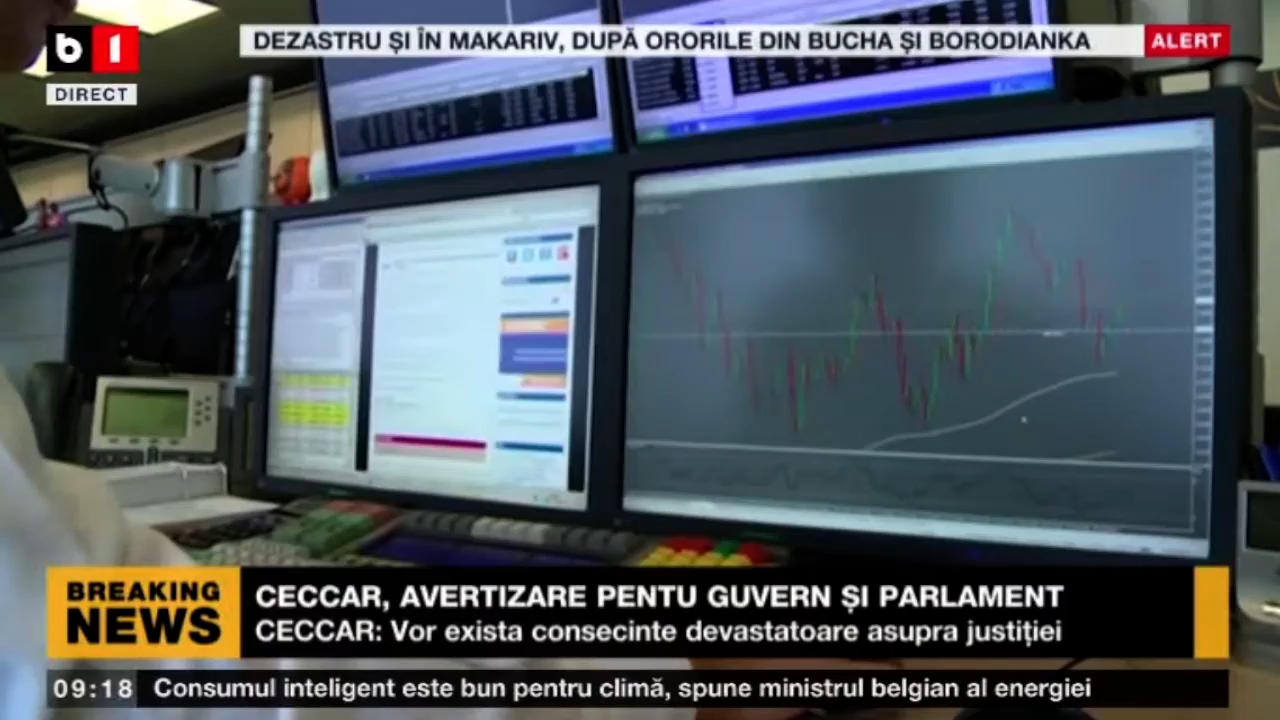 b1
DIRECT
DEZASTRU ȘI ÎN MAKARIV, DUPĂ ORORILE DIN BUCHA ȘI BORODIANKA
ALERT
BREAKING
NEWS
CECCAR, AVERTIZARE PENTU GUVERN ȘI PARLAMENT
CECCAR: Vor exista consecinte devastatoare asupra justiției
09:18 Consumul inteligent este bun pentru climă, spune ministrul belgian al energiei